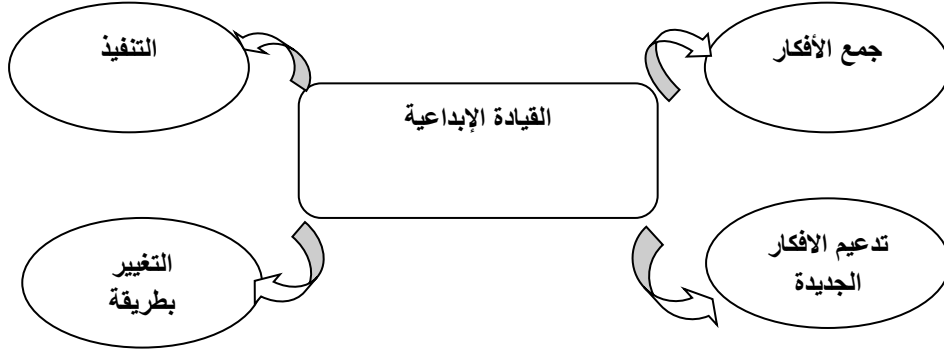 جمع الأفكار
التنفيذ
القيادة الإبداعية
تدعيم الافكار
الجديدة
التغيير
بطريقة